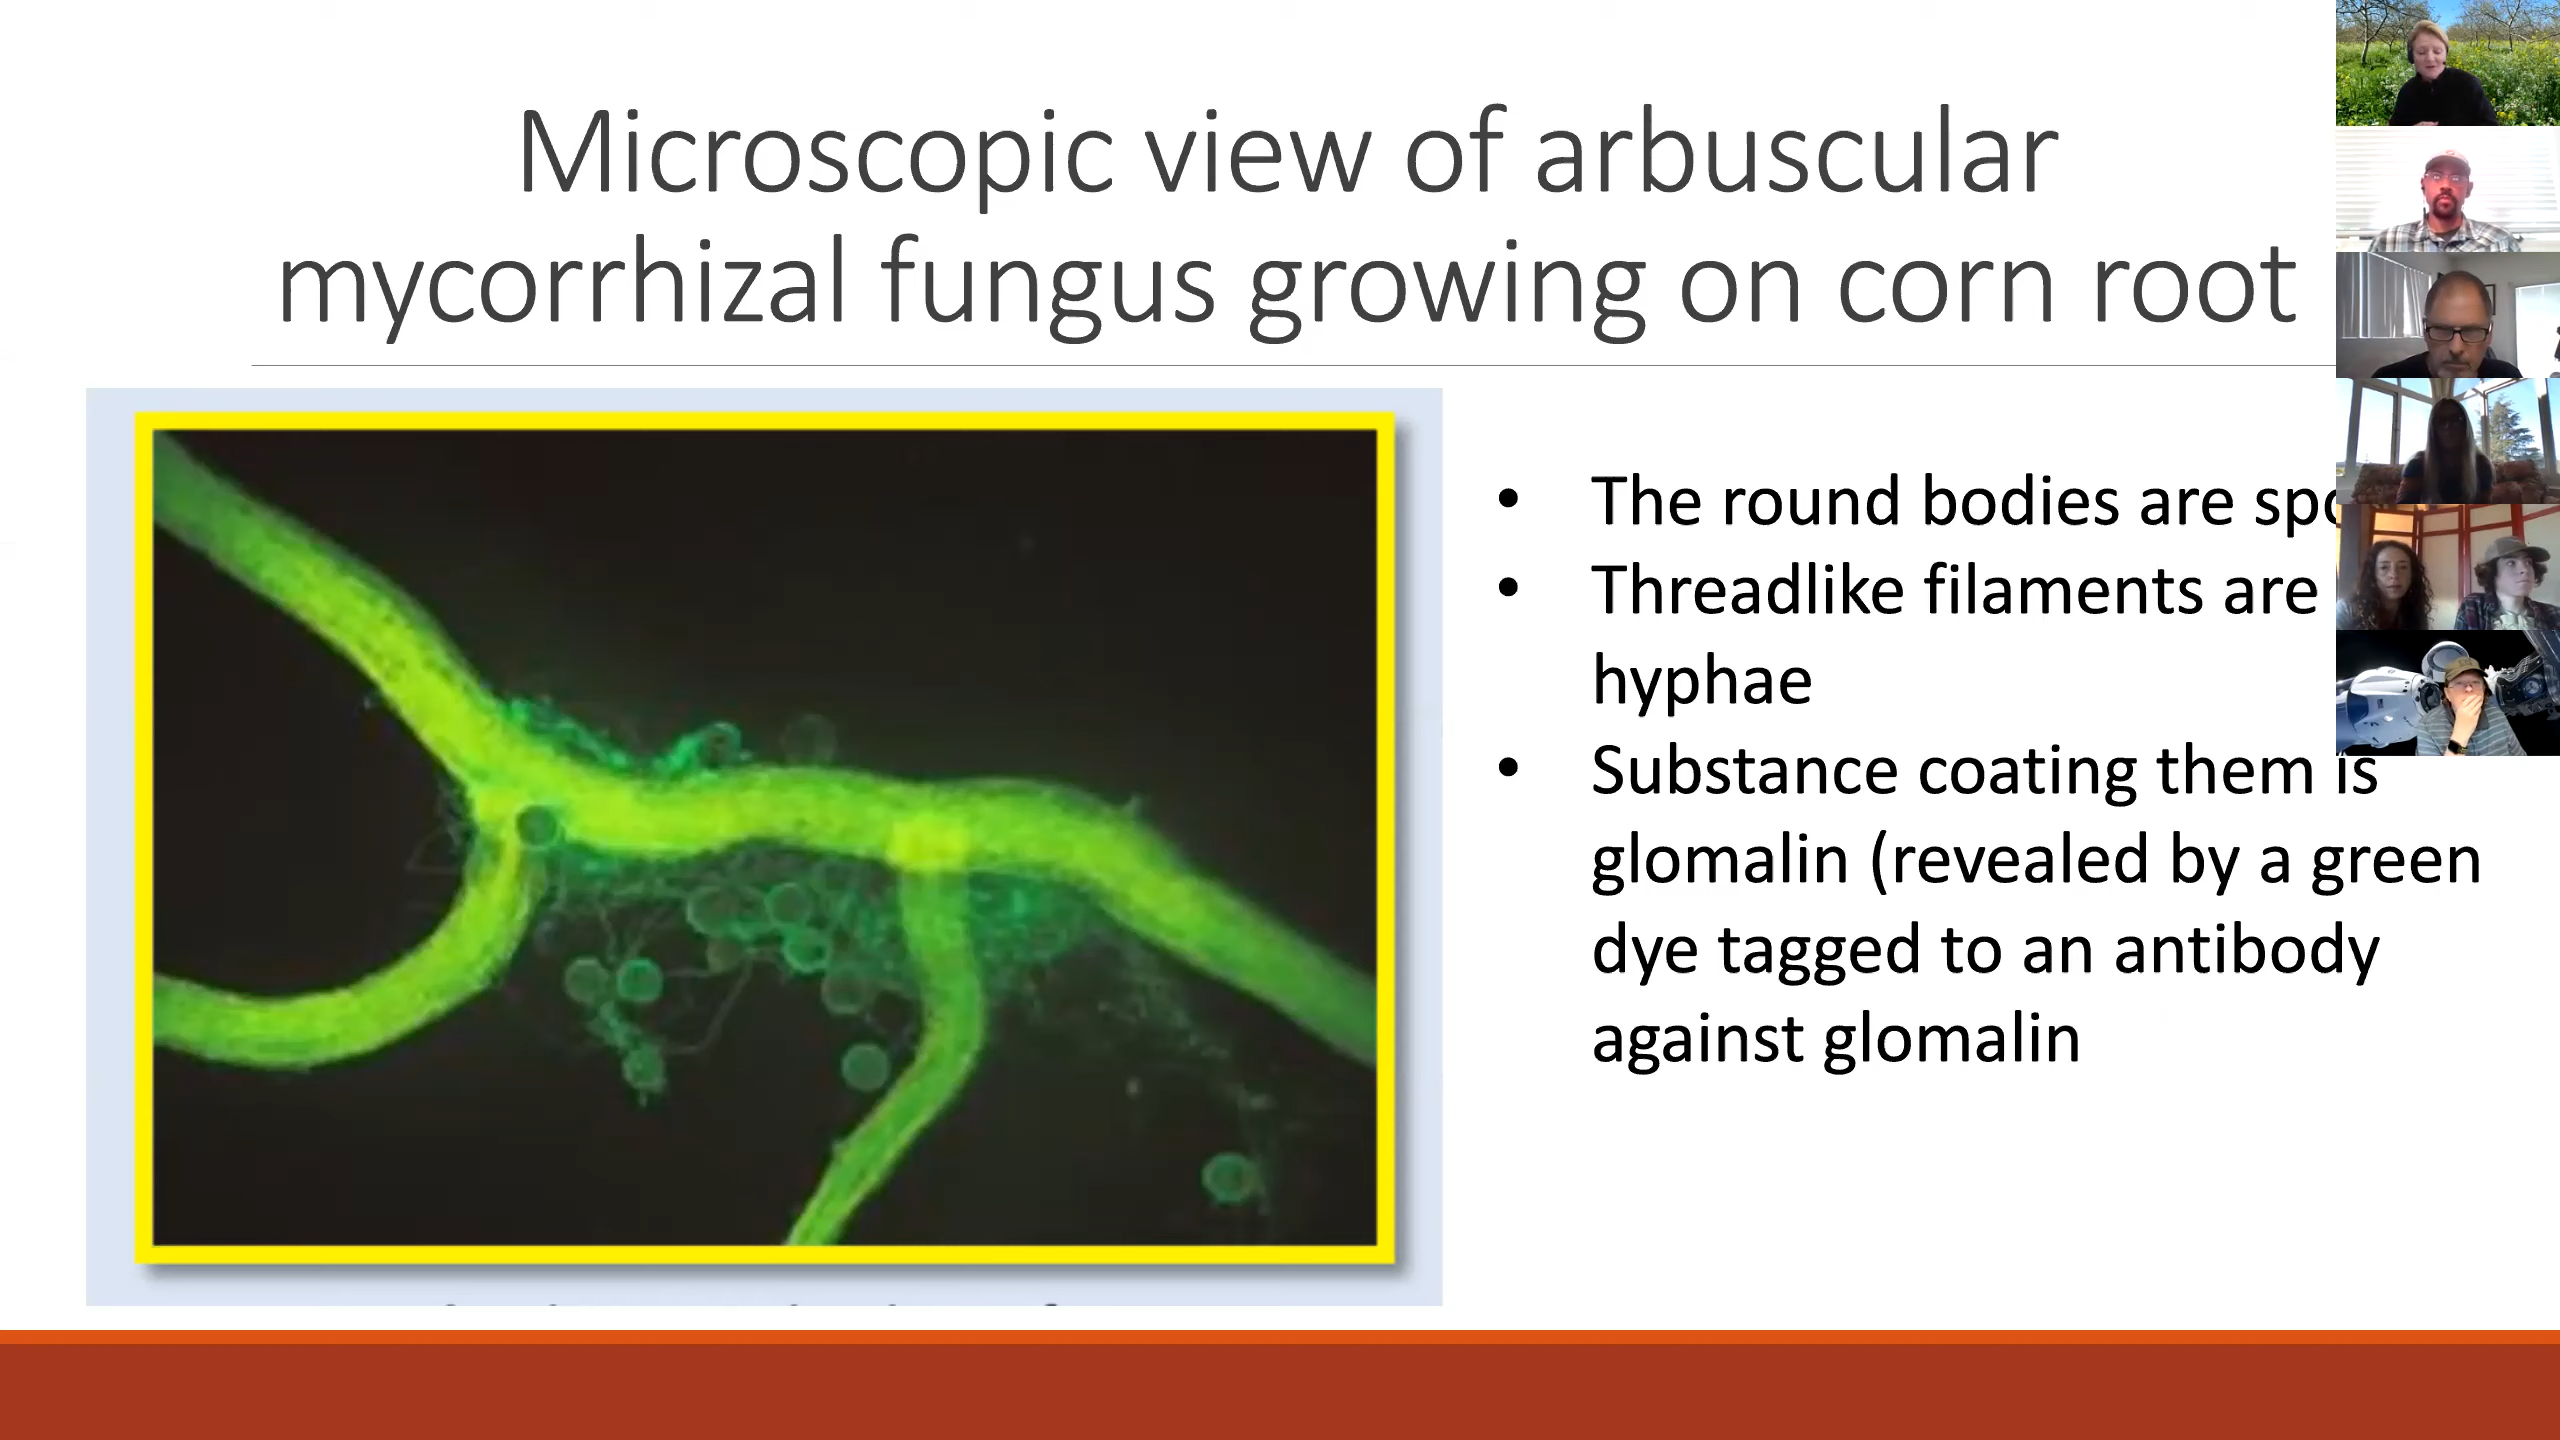 Microscopic view of arbuscular
mycorrhizal fungus growing on corn root
• The round bodies are
• Threadlike filaments are
hyphae
• Substance coating them is
glomalin (revealed by a green
dye tagged to an antibody
against glomalin